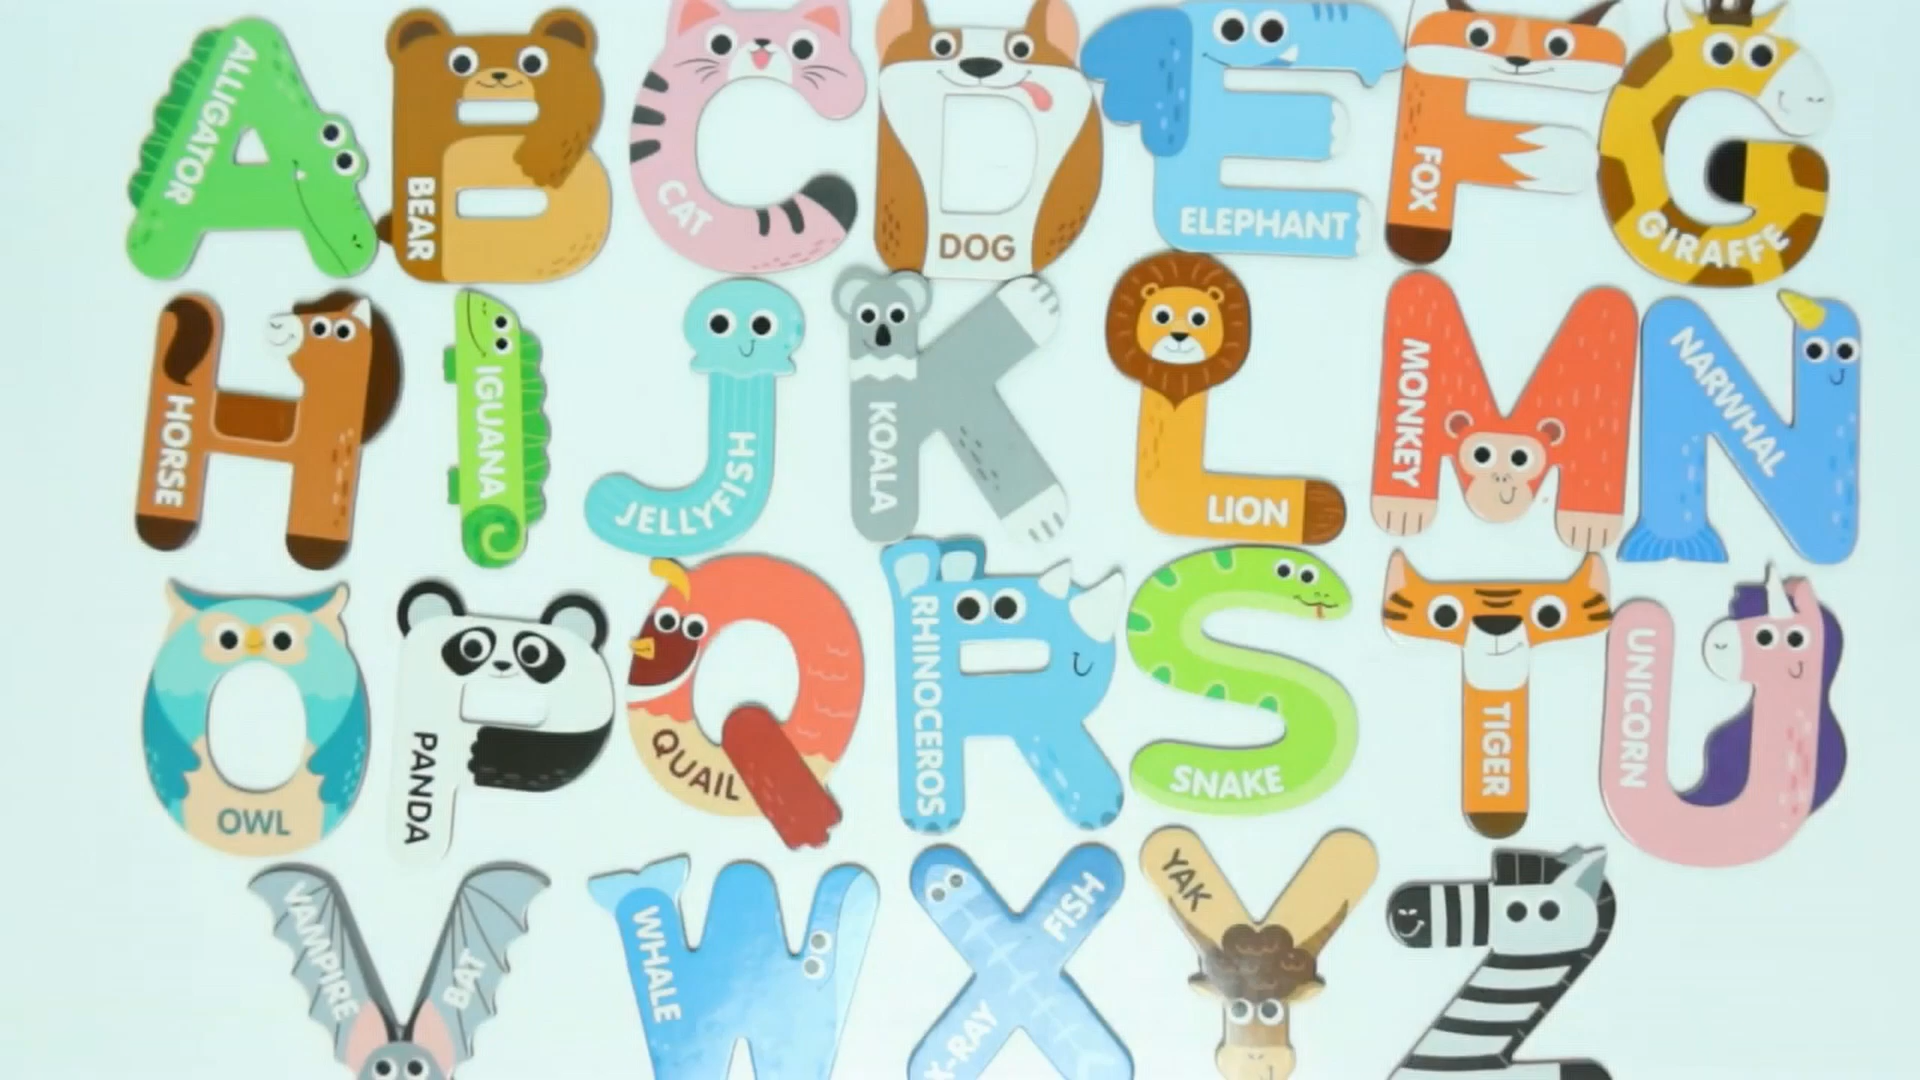 ALLIGATOR
BEAR
CAT
DOG
ELEPHANT
FOX
GIRAFFE
HORSE
IGUANA
JELLYFISH
KOALA
LION
MONKEY
NARWHAL
OWL
PANDA
QUAIL
RHINOCEROS
SNAKE
TIGER
UNICORN
VAMPIRE BAT
WHALE
X-RAY FISH
YAK